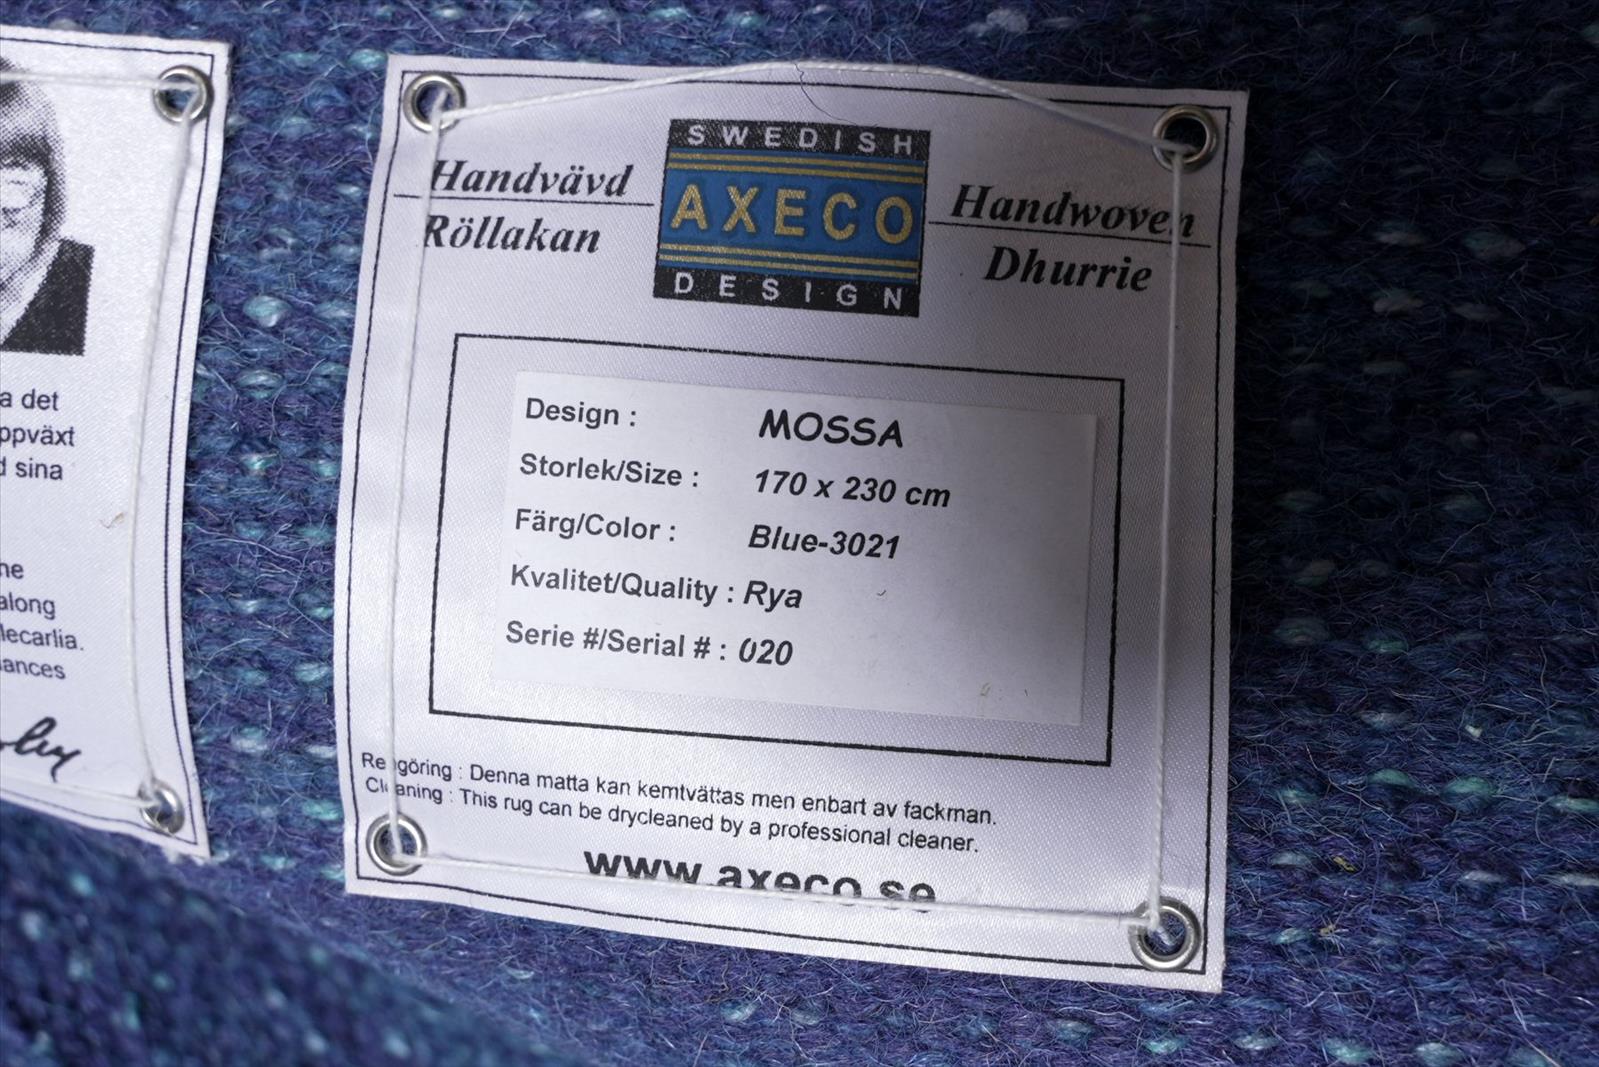 a det
ppväxt
d sina
ne
along
lecarlia.
ances
SWEDISH
AXECO
DESIGN
Handvävd
Röllakan
Handwoven
Dhurrie
Design : MOSSA
Storlek/Size : 170 x 230 cm
Färg/Color : Blue-3021
Kvalitet/Quality : Rya
Serie #/Serial # : 020
Rengöring : Denna matta kan kemtvättas men enbart av fackman.
Cleaning : This rug can be drycleaned by a professional cleaner.
www.axeco.se